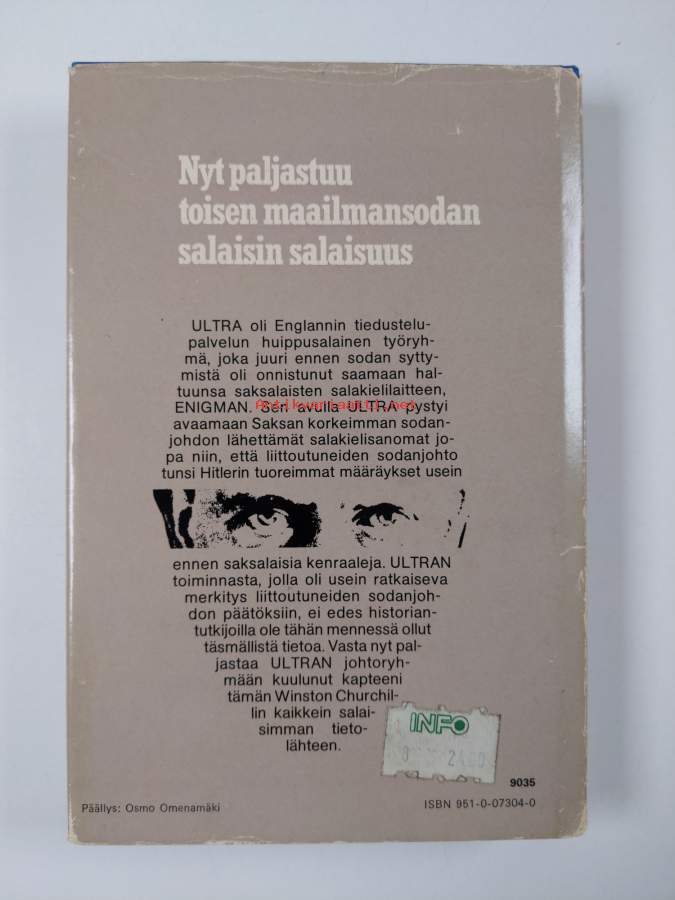 Nyt paljastuu
toisen maailmansodan
salaisin salaisuus
ULTRA oli Englannin tiedustelu-
palvelun huippusalainen työryh-
mä, joka juuri ennen sodan sytty-
mistä oli onnistunut saamaan hal-
tuunsa saksalaisten salakielilaitteen,
ENIGMAN. Sen avulla ULTRA pystyi
Antikvariaatti.net
avaamaan Saksan korkeimman sodan-
johdon lähettämät salakielisanomat jo-
pa niin, että liittoutuneiden sodanjohto
tunsi Hitlerin tuoreimmat määräykset usein
ennen saksalaisia kenraaleja. ULTRAN
toiminnasta, jolla oli usein ratkaiseva
merkitys liittoutuneiden sodanjoh-
don päätöksiin, ei edes historian-
tutkijoilla ole tähän mennessä ollut
täsmällistä tietoa. Vasta nyt pal-
jastaa ULTRAN johtoryh-
mään kuulunut kapteeni
tämän Winston Churchil-
lin kaikkein salai-
simman tieto-
lähteen.
INFO
9035
Päällys: Osmo Omenamäki
ISBN 951-0-07304-0